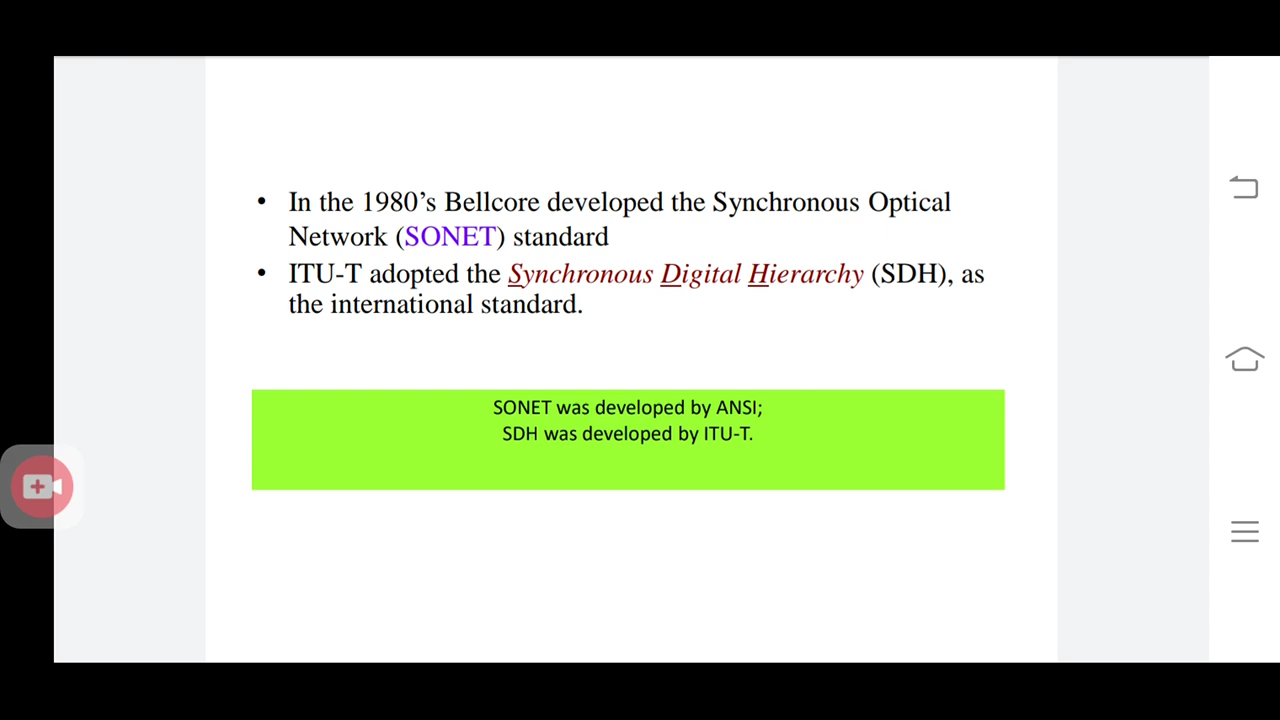 • In the 1980’s Bellcore developed the Synchronous Optical
Network (SONET) standard
• ITU-T adopted the Synchronous Digital Hierarchy (SDH), as
the international standard.
SONET was developed by ANSI;
SDH was developed by ITU-T.